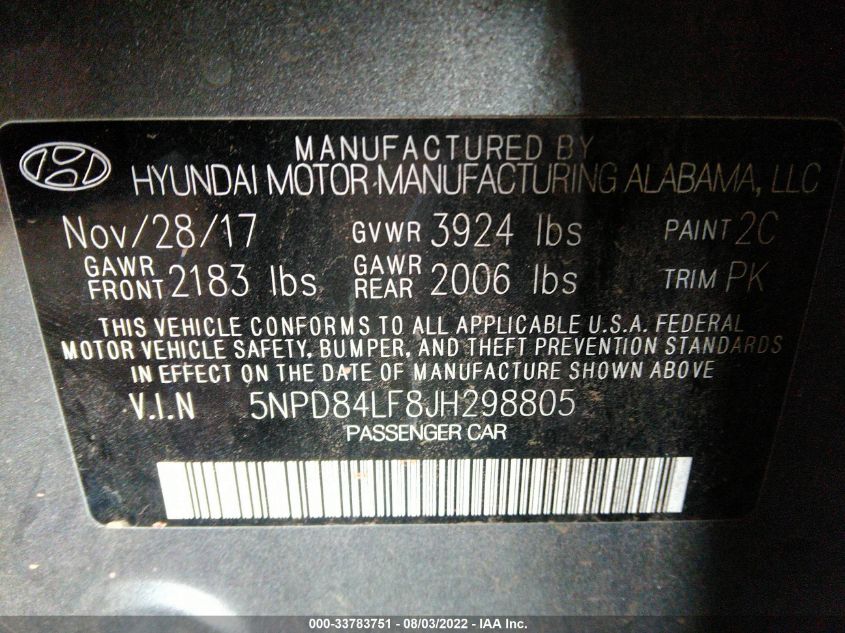 MANUFACTURED BY
HYUNDAI MOTOR MANUFACTURING ALABAMA, LLC
Nov/28/17 GVWR 3924 lbs PAINT 2C
GAWR FRONT 2183 lbs GAWR REAR 2006 lbs TRIM PK
THIS VEHICLE CONFORMS TO ALL APPLICABLE U.S.A. FEDERAL
MOTOR VEHICLE SAFETY, BUMPER, AND THEFT PREVENTION STANDARDS
IN EFFECT ON THE DATE OF MANUFACTURE SHOWN ABOVE
V.I.N 5NPD84LF8JH298805
PASSENGER CAR
000-33783751 - 08/03/2022 - IAA Inc.